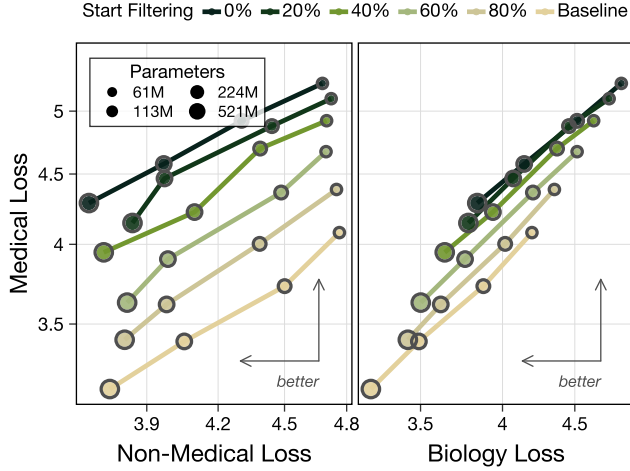 Start Filtering 0% 20% 40% 60% 80% Baseline
Parameters
61M 224M
113M 521M
Medical Loss
5
4.5
4
3.5
better
better
3.9 4.2 4.5 4.8
3.5 4 4.5
Non-Medical Loss
Biology Loss